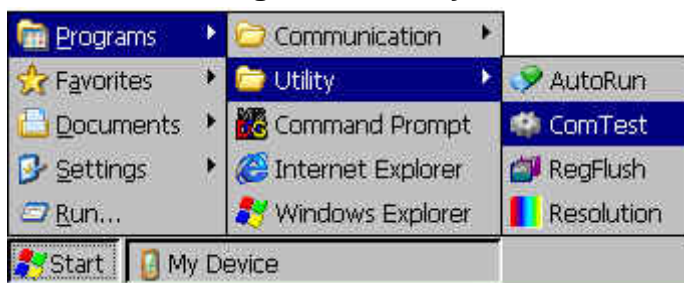 Programs
Favorites
Documents
Settings
Run...
Communication
Utility
Command Prompt
Internet Explorer
Windows Explorer
AutoRun
ComTest
RegFlush
Resolution
Start
My Device